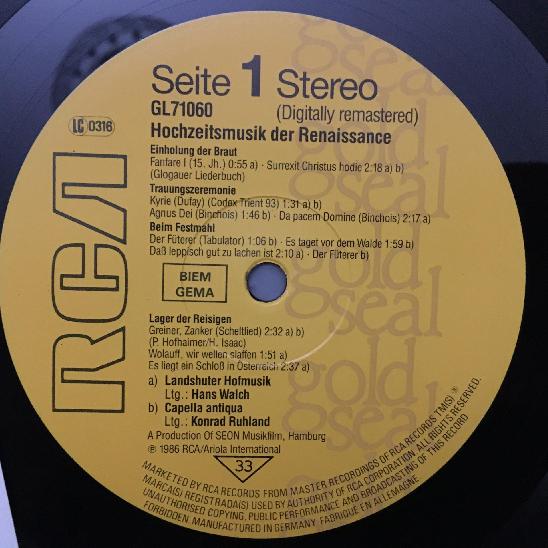 Seite 1 Stereo
GL71060 (Digitally remastered)
LC 0316
Hochzeitsmusik der Renaissance
Einholung der Braut
Fanfare I (15. Jh.) 0:55 a) · Surrexit Christus hodie 2:18 a) b)
(Glogauer Liederbuch)
Trauungszeremonie
Kyrie (Dufay) (Codex Trient 93) 1:31 a) b)
Agnus Dei (Binchois) 1:46 b) · Da pacem Domine (Binchois) 2:17 a)
Beim Festmahl
Der Füterer (Tabulator) 1:06 b) · Es taget vor dem Walde 1:59 b)
Daß leppisch gut zu lachen ist 2:10 a) · Der Füterer b)
BIEM
GEMA
RCA
Lager der Reisigen
Greiner, Zanker (Scheltlied) 2:32 a) b)
(P. Hofhaimer/H. Isaac)
Wolauff, wir wellen slaffen 1:51 a)
Es liegt ein Schloß in Österreich 2:37 a)
a) Landshuter Hofmusik
Ltg.: Hans Walch
b) Capella antiqua
Ltg.: Konrad Ruhland
A Production Of SEON Musikfilm, Hamburg
℗ 1986 RCA/Ariola International
33
MARKETED BY RCA RECORDS FROM MASTER RECORDINGS OF RCA RECORDS TM(S) ®
MARCA(S) REGISTRADA(S) USED BY AUTHORITY OF RCA CORPORATION. ALL RIGHTS RESERVED.
UNAUTHORISED COPYING, PUBLIC PERFORMANCE AND BROADCASTING OF THIS RECORD
FORBIDDEN. MANUFACTURED IN GERMANY. FABRIQUÉ EN ALLEMAGNE
gold
seal
gold
seal
gold
seal
gold
seal